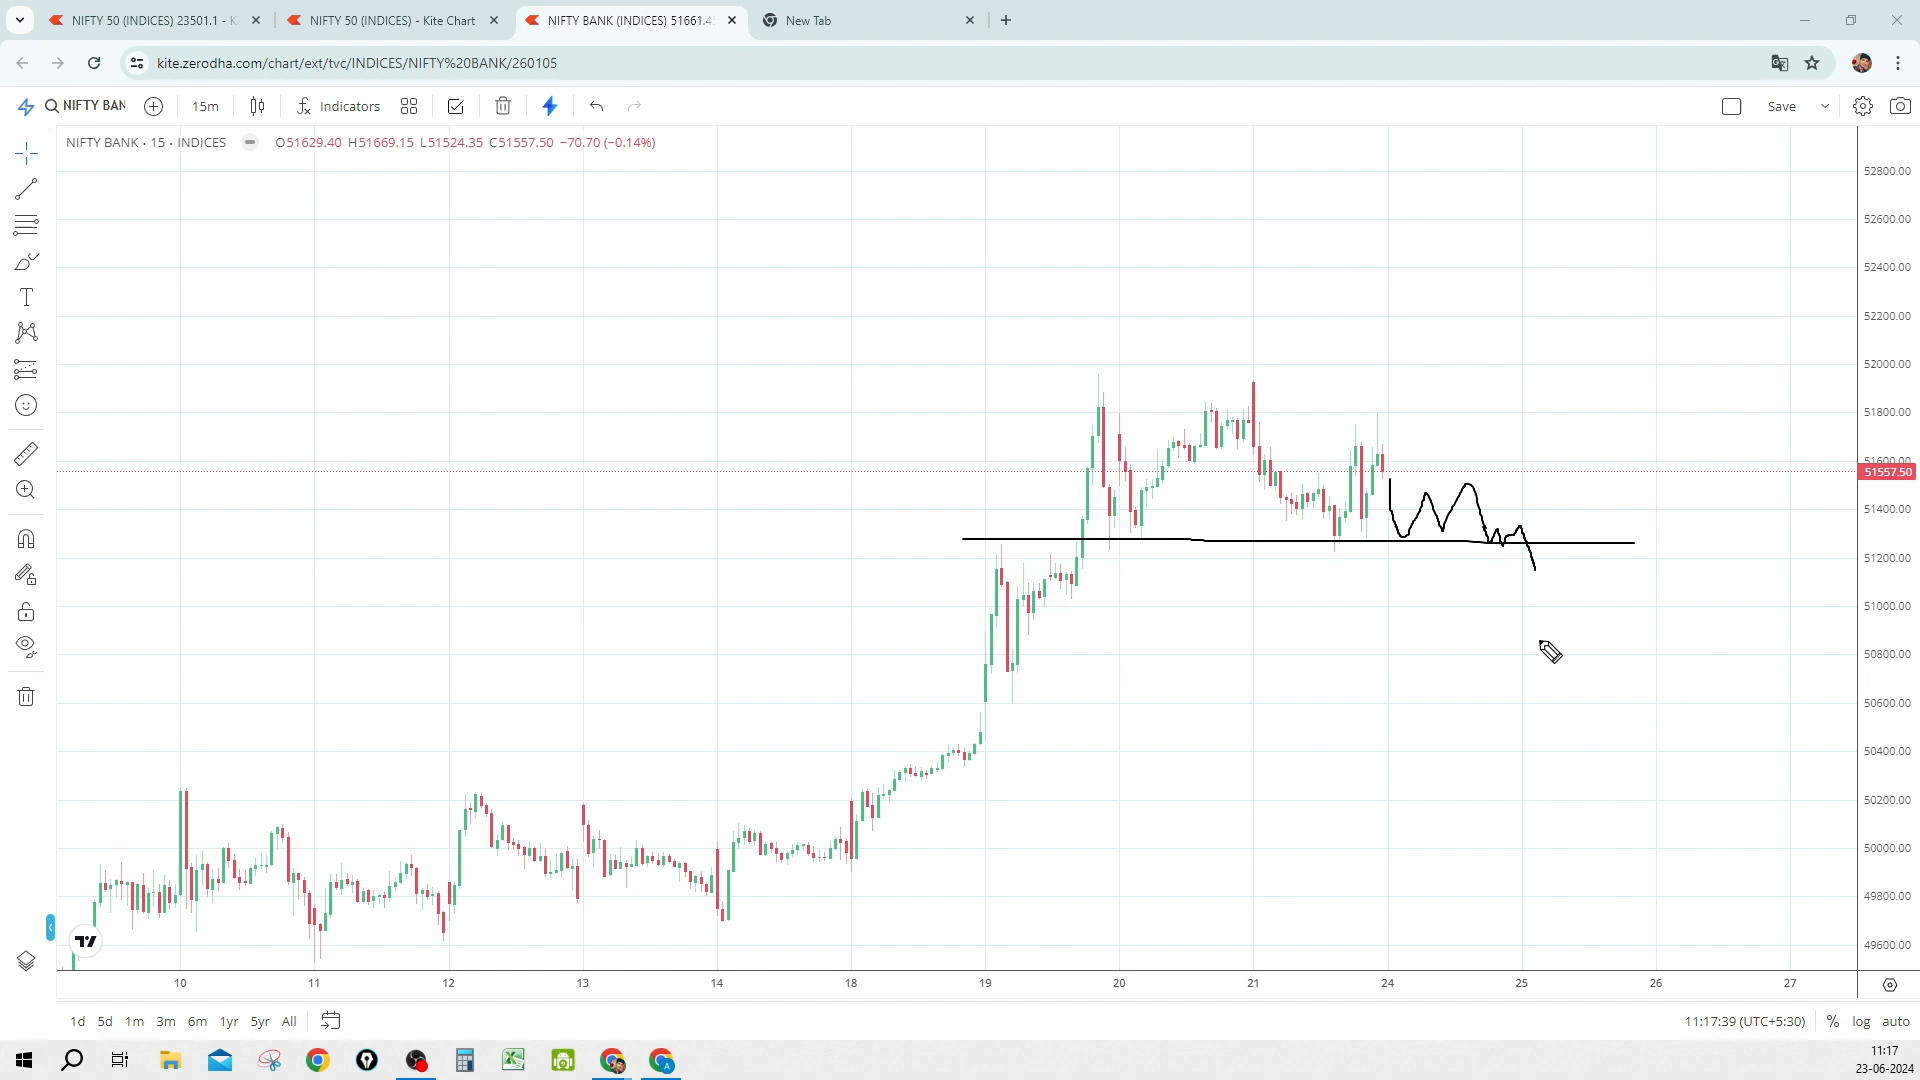 NIFTY 50 (INDICES) 23501.1 - K
NIFTY 50 (INDICES) - Kite Chart
NIFTY BANK (INDICES) 51661.4
New Tab
kite.zerodha.com/chart/ext/tvc/INDICES/NIFTY%20BANK/260105
NIFTY BAN
15m
Indicators
Save
NIFTY BANK · 15 · INDICES
O51629.40 H51669.15 L51524.35 C51557.50 −70.70 (−0.14%)
52800.00
52600.00
52400.00
52200.00
52000.00
51800.00
51600.00
51557.50
51400.00
51200.00
51000.00
50800.00
50600.00
50400.00
50200.00
50000.00
49800.00
49600.00
10 11 12 13 14 18 19 20 21 24 25 26 27
1d 5d 1m 3m 6m 1yr 5yr All
11:17:39 (UTC+5:30) % log auto
11:17
23-06-2024